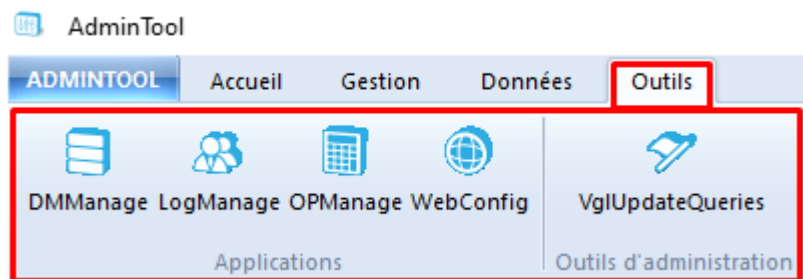 AdminTool
ADMINTOOL Accueil Gestion Données Outils
DMManage LogManage OPManage WebConfig VglUpdateQueries
Applications Outils d'administration